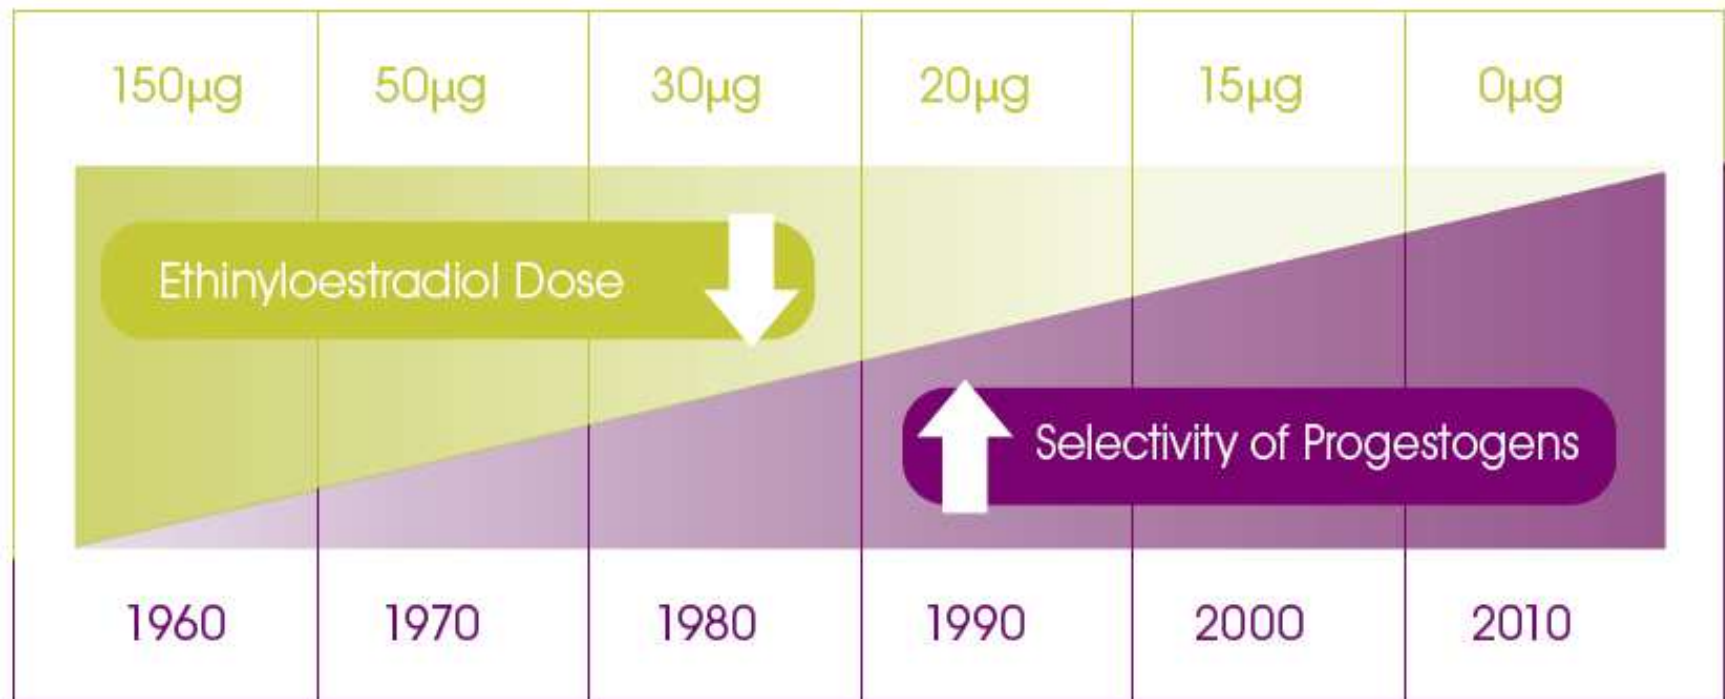 150µg 50µg 30µg 20µg 15µg 0µg
Ethinyloestradiol Dose
Selectivity of Progestogens
1960 1970 1980 1990 2000 2010